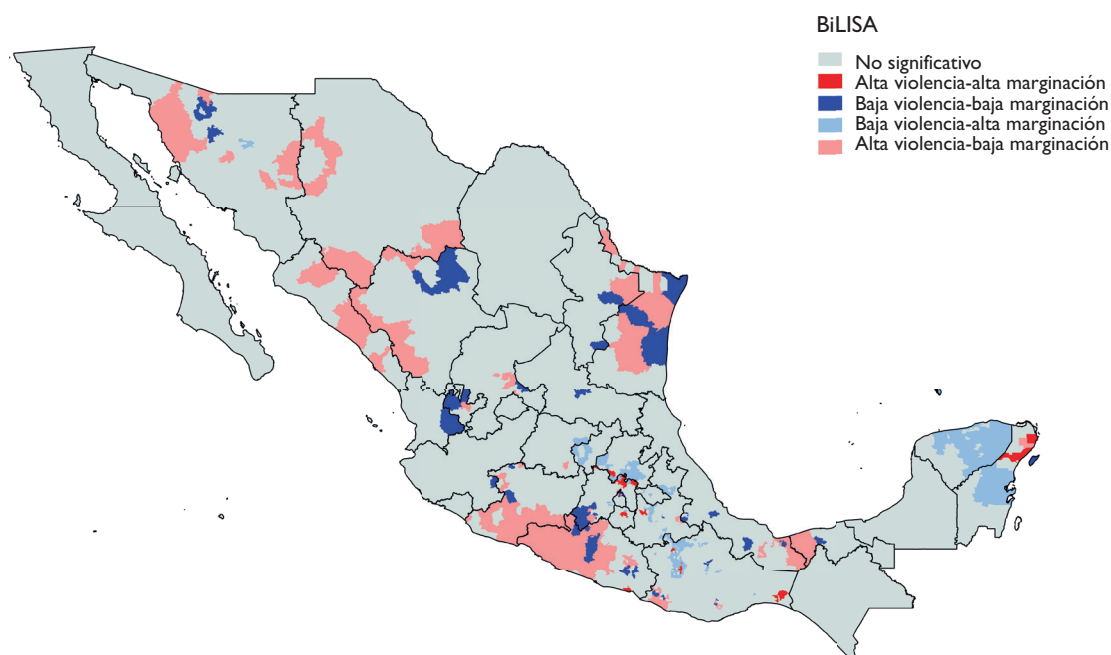 BiLISA
No significativo
Alta violencia-alta marginación
Baja violencia-baja marginación
Baja violencia-alta marginación
Alta violencia-baja marginación